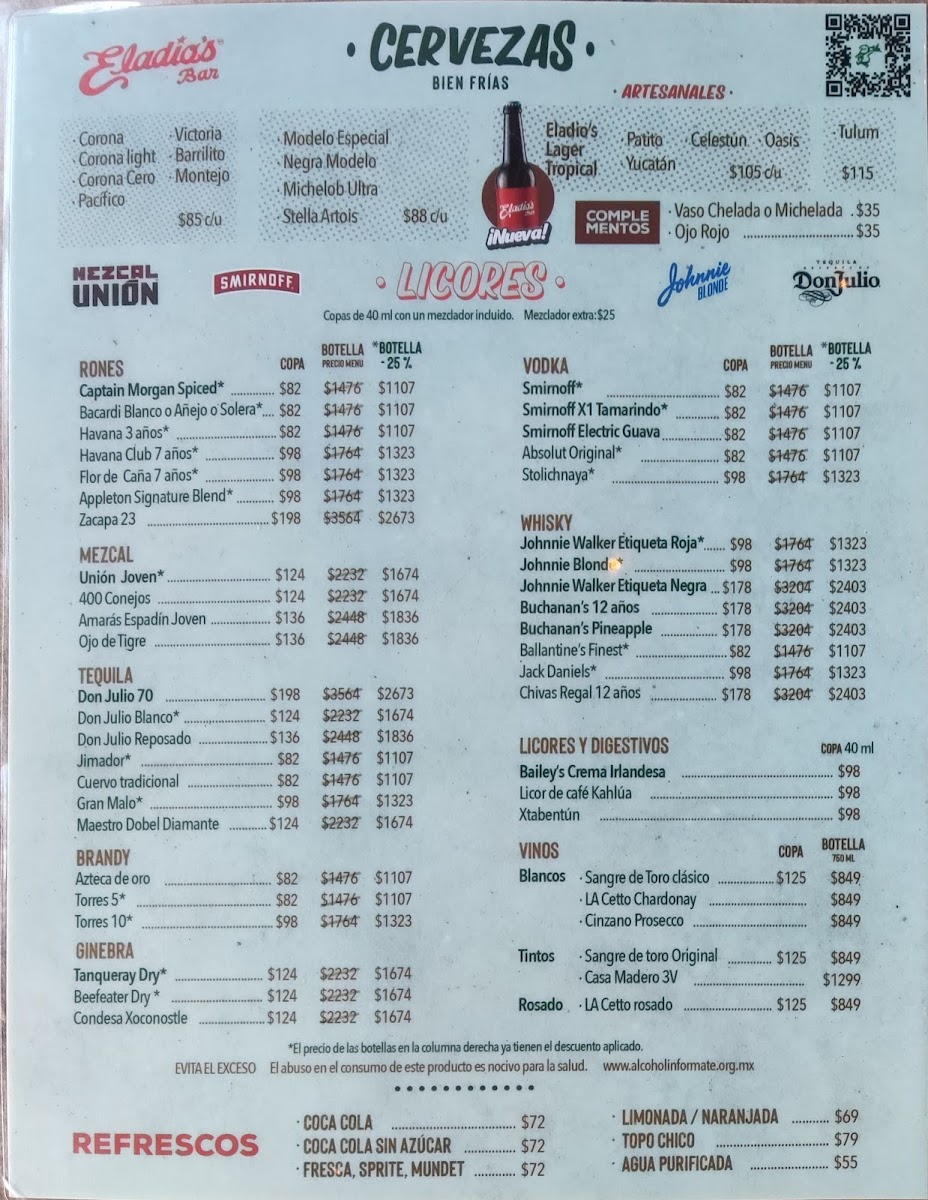 Eladio's Bar
· CERVEZAS ·
BIEN FRÍAS
· Corona
· Corona light
· Corona Cero
· Pacífico
· Victoria
· Barrilito
· Montejo
$85 c/u
· Modelo Especial
· Negra Modelo
· Michelob Ultra
· Stella Artois $88 c/u
Eladio's Bar
¡Nueva!
· ARTESANALES ·
Eladio's
Lager
Tropical
· Patito · Celestún · Oasis
· Yucatán $105 c/u
· Tulum
$115
COMPLE
MENTOS
· Vaso Chelada o Michelada . $35
· Ojo Rojo ........ $35
MEZCAL
UNIÓN
SMIRNOFF
· LICORES ·
Johnnie
BLONDE
TEQUILA
Don Julio
Copas de 40 ml con un mezclador incluido. Mezclador extra:$25
RONES COPA BOTELLA PRECIO MENU *BOTELLA - 25 %
Captain Morgan Spiced* ........ $82 $1476 $1107
Bacardi Blanco o Añejo o Solera* ... $82 $1476 $1107
Havana 3 años* ........ $82 $1476 $1107
Havana Club 7 años* ........ $98 $1764 $1323
Flor de Caña 7 años* ........ $98 $1764 $1323
Appleton Signature Blend* ........ $98 $1764 $1323
Zacapa 23 ........ $198 $3564 $2673
MEZCAL
Unión Joven* ........ $124 $2232 $1674
400 Conejos ........ $124 $2232 $1674
Amarás Espadín Joven ........ $136 $2448 $1836
Ojo de Tigre ........ $136 $2448 $1836
TEQUILA
Don Julio 70 ........ $198 $3564 $2673
Don Julio Blanco* ........ $124 $2232 $1674
Don Julio Reposado ........ $136 $2448 $1836
Jimador* ........ $82 $1476 $1107
Cuervo tradicional ........ $82 $1476 $1107
Gran Malo* ........ $98 $1764 $1323
Maestro Dobel Diamante ........ $124 $2232 $1674
BRANDY
Azteca de oro ........ $82 $1476 $1107
Torres 5* ........ $82 $1476 $1107
Torres 10* ........ $98 $1764 $1323
GINEBRA
Tanqueray Dry* ........ $124 $2232 $1674
Beefeater Dry * ........ $124 $2232 $1674
Condesa Xoconostle ........ $124 $2232 $1674
VODKA COPA BOTELLA PRECIO MENU *BOTELLA - 25 %
Smirnoff* ........ $82 $1476 $1107
Smirnoff X1 Tamarindo* ........ $82 $1476 $1107
Smirnoff Electric Guava ........ $82 $1476 $1107
Absolut Original* ........ $82 $1476 $1107
Stolichnaya* ........ $98 $1764 $1323
WHISKY
Johnnie Walker Etiqueta Roja* ...... $98 $1764 $1323
Johnnie Blonde* ........ $98 $1764 $1323
Johnnie Walker Etiqueta Negra ... $178 $3204 $2403
Buchanan's 12 años ........ $178 $3204 $2403
Buchanan's Pineapple ........ $178 $3204 $2403
Ballantine's Finest* ........ $82 $1476 $1107
Jack Daniels* ........ $98 $1764 $1323
Chivas Regal 12 años ........ $178 $3204 $2403
LICORES Y DIGESTIVOS COPA 40 ml
Bailey's Crema Irlandesa ........ $98
Licor de café Kahlúa ........ $98
Xtabentún ........ $98
VINOS COPA BOTELLA 750 ML
Blancos · Sangre de Toro clásico ........ $125 $849
· LA Cetto Chardonay ........ $849
· Cinzano Prosecco ........ $849
Tintos · Sangre de toro Original ........ $125 $849
· Casa Madero 3V ........ $1299
Rosado · LA Cetto rosado ........ $125 $849
*El precio de las botellas en la columna derecha ya tienen el descuento aplicado.
EVITA EL EXCESO El abuso en el consumo de este producto es nocivo para la salud. www.alcoholinformate.org.mx
REFRESCOS
· COCA COLA ........ $72
· COCA COLA SIN AZÚCAR ........ $72
· FRESCA, SPRITE, MUNDET ........ $72
· LIMONADA / NARANJADA ........ $69
· TOPO CHICO ........ $79
· AGUA PURIFICADA ........ $55